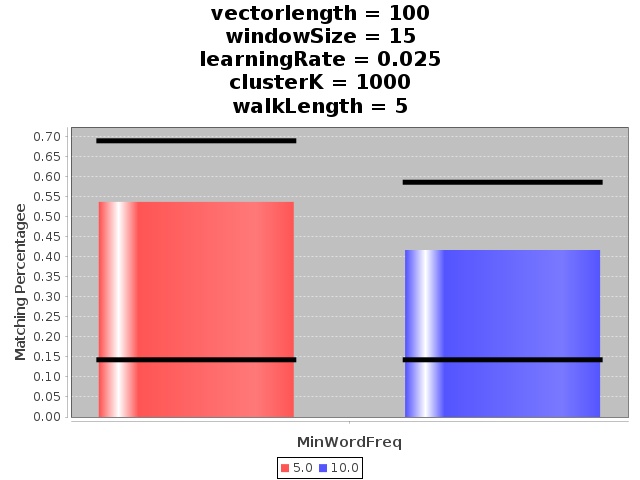 vectorlength = 100
windowSize = 15
learningRate = 0.025
clusterK = 1000
walkLength = 5
Matching Percentagee
0.70
0.65
0.60
0.55
0.50
0.45
0.40
0.35
0.30
0.25
0.20
0.15
0.10
0.05
0.00
MinWordFreq
5.0 10.0